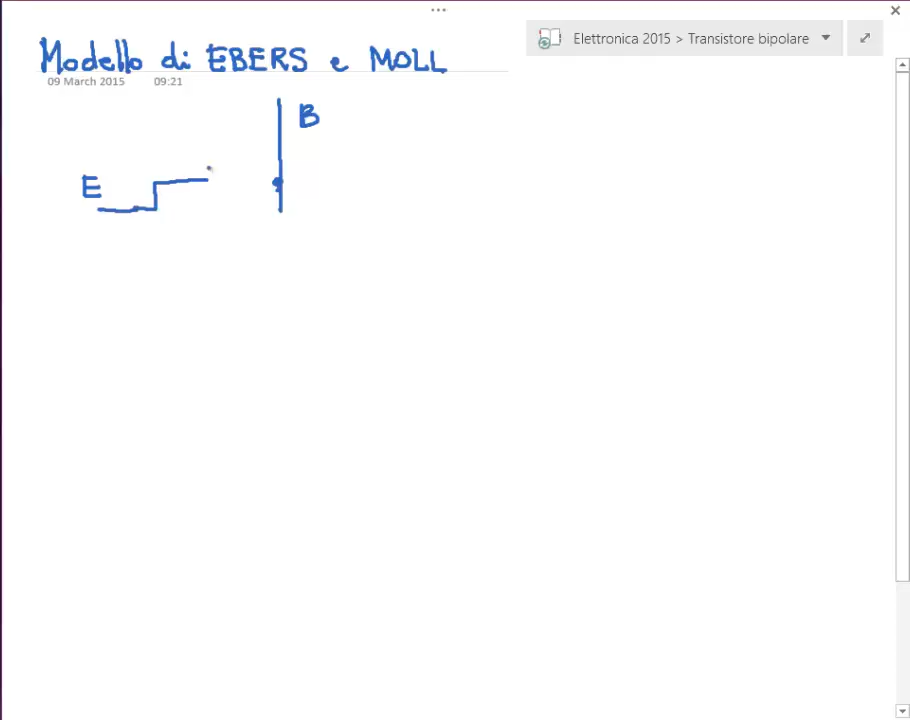 Elettronica 2015 > Transistore bipolare
Modello di EBERS e MOLL
09 March 2015 09:21
B
E